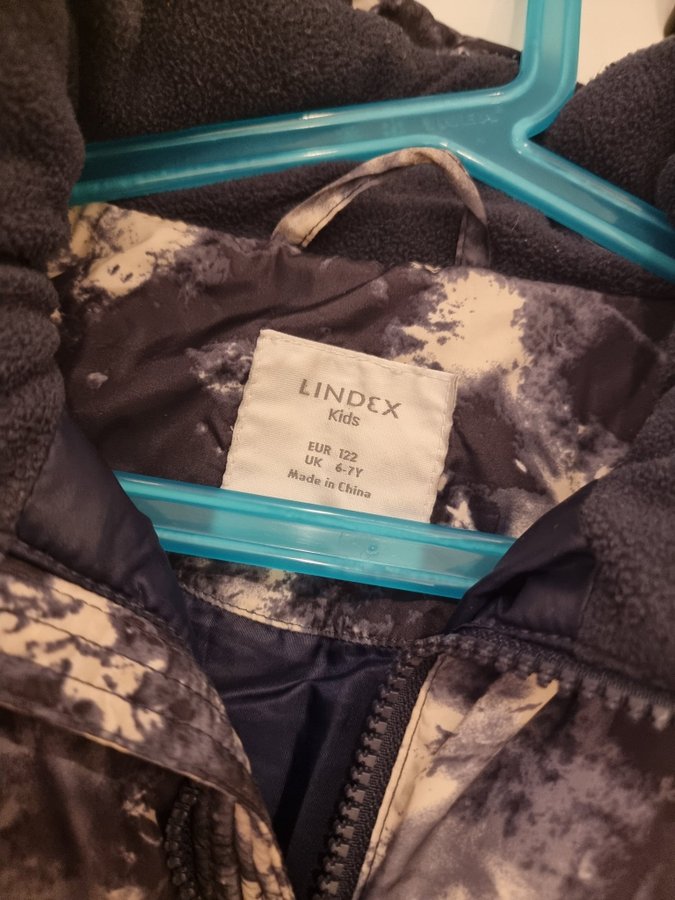 LINDEX
Kids
EUR 122
UK 6-7Y
Made in China